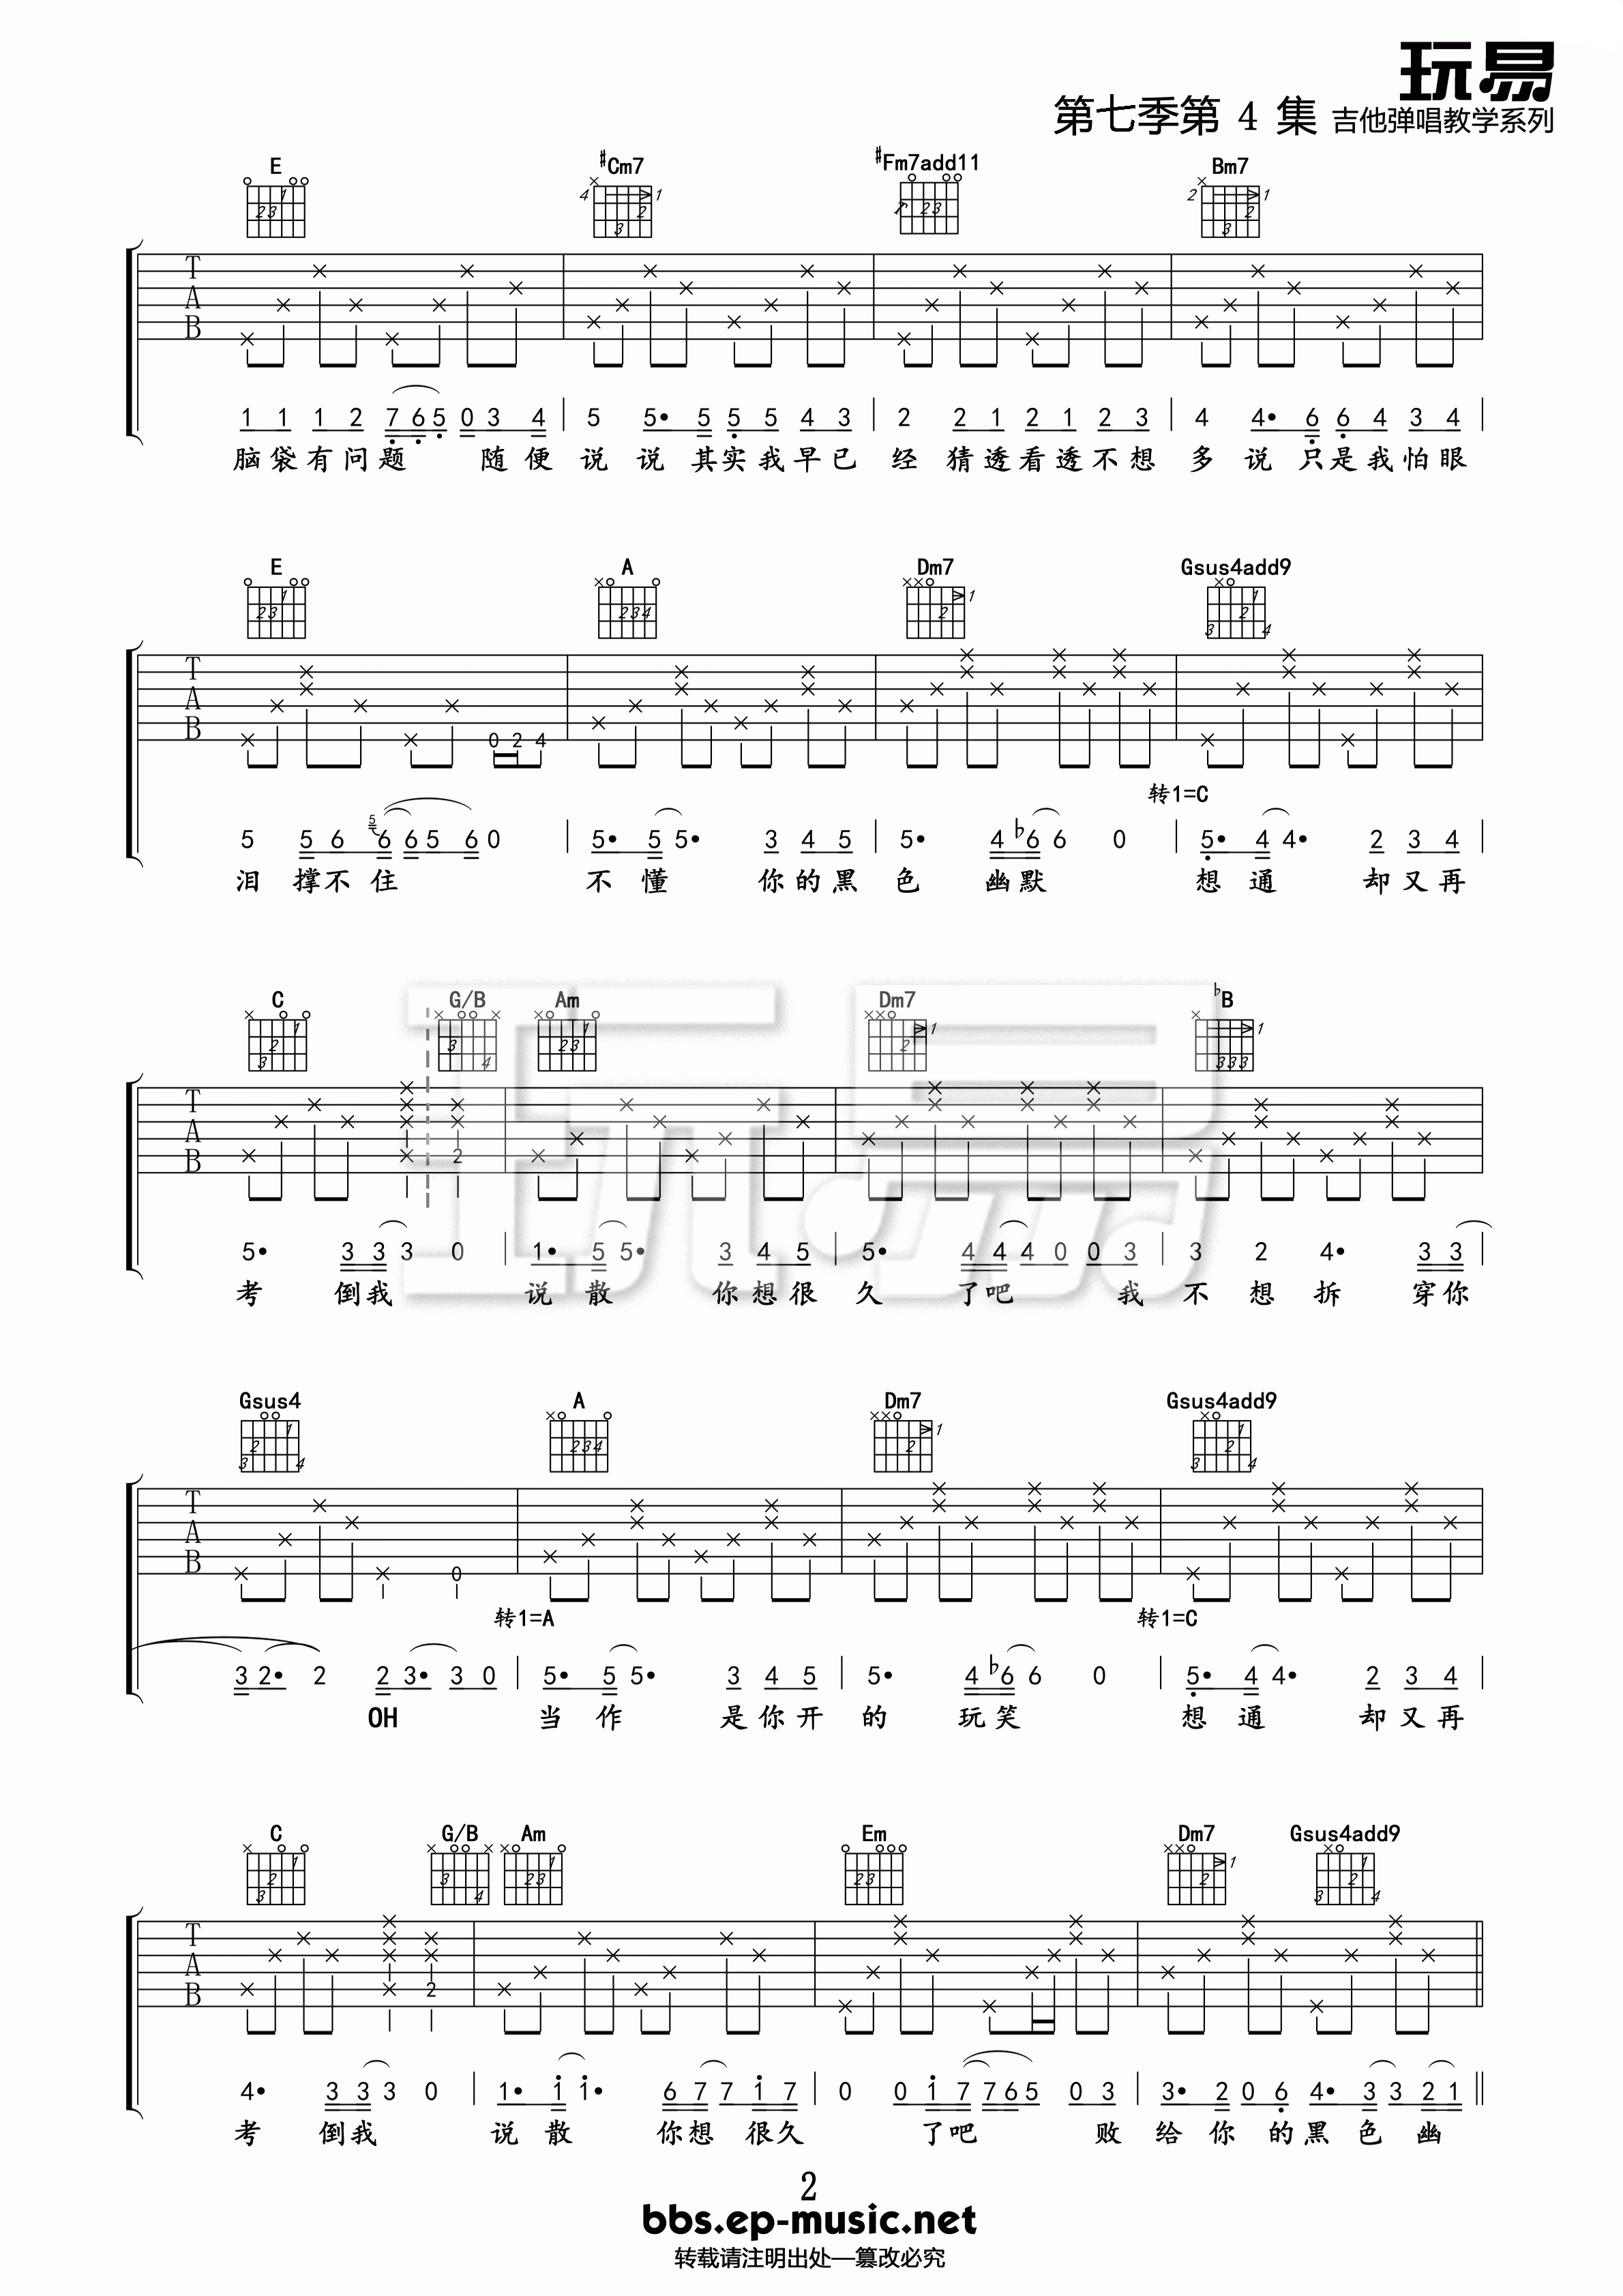 玩易
第七季第 4 集 吉他弹唱教学系列
E #Cm7 #Fm7add11 Bm7
4 1 2 1
T
A
B
1 1 1 2 7 6 5 0 3 4 5 5• 5 5 5 4 3 2 2 1 2 1 2 3 4 4• 6 6 4 3 4
脑 袋 有 问 题 随 便 说 说 其 实 我 早 已 经 猜 透 看 透 不 想 多 说 只 是 我 怕 眼
E A Dm7 Gsus4add9
T
A
B 0 2 4
转1=C
5 5 6 5 6 6 5 6 0 5• 5 5• 3 4 5 5• 4 b6 6 0 5• 4 4• 2 3 4
泪 撑 不 住 不 懂 你 的 黑 色 幽 默 想 通 却 又 再
C G/B Am Dm7 bB
T
A
B 2
5• 3 3 3 0 1• 5 5• 3 4 5 5• 4 4 4 0 0 3 3 2 4• 3 3
考 倒 我 说 散 你 想 很 久 了 吧 我 不 想 拆 穿 你
Gsus4 A Dm7 Gsus4add9
T
A
B 0
转1=A 转1=C
3 2• 2 2 3• 3 0 5• 5 5• 3 4 5 5• 4 b6 6 0 5• 4 4• 2 3 4
OH 当 作 是 你 开 的 玩 笑 想 通 却 又 再
C G/B Am Em Dm7 Gsus4add9
T
A
B 2
4• 3 3 3 0 1• 1 1• 6 7 7 1 7 0 0 1 7 7 6 5 0 3 3• 2 0 6 4• 3 3 2 1
考 倒 我 说 散 你 想 很 久 了 吧 败 给 你 的 黑 色 幽
2
bbs.ep-music.net
转载请注明出处—篡改必究